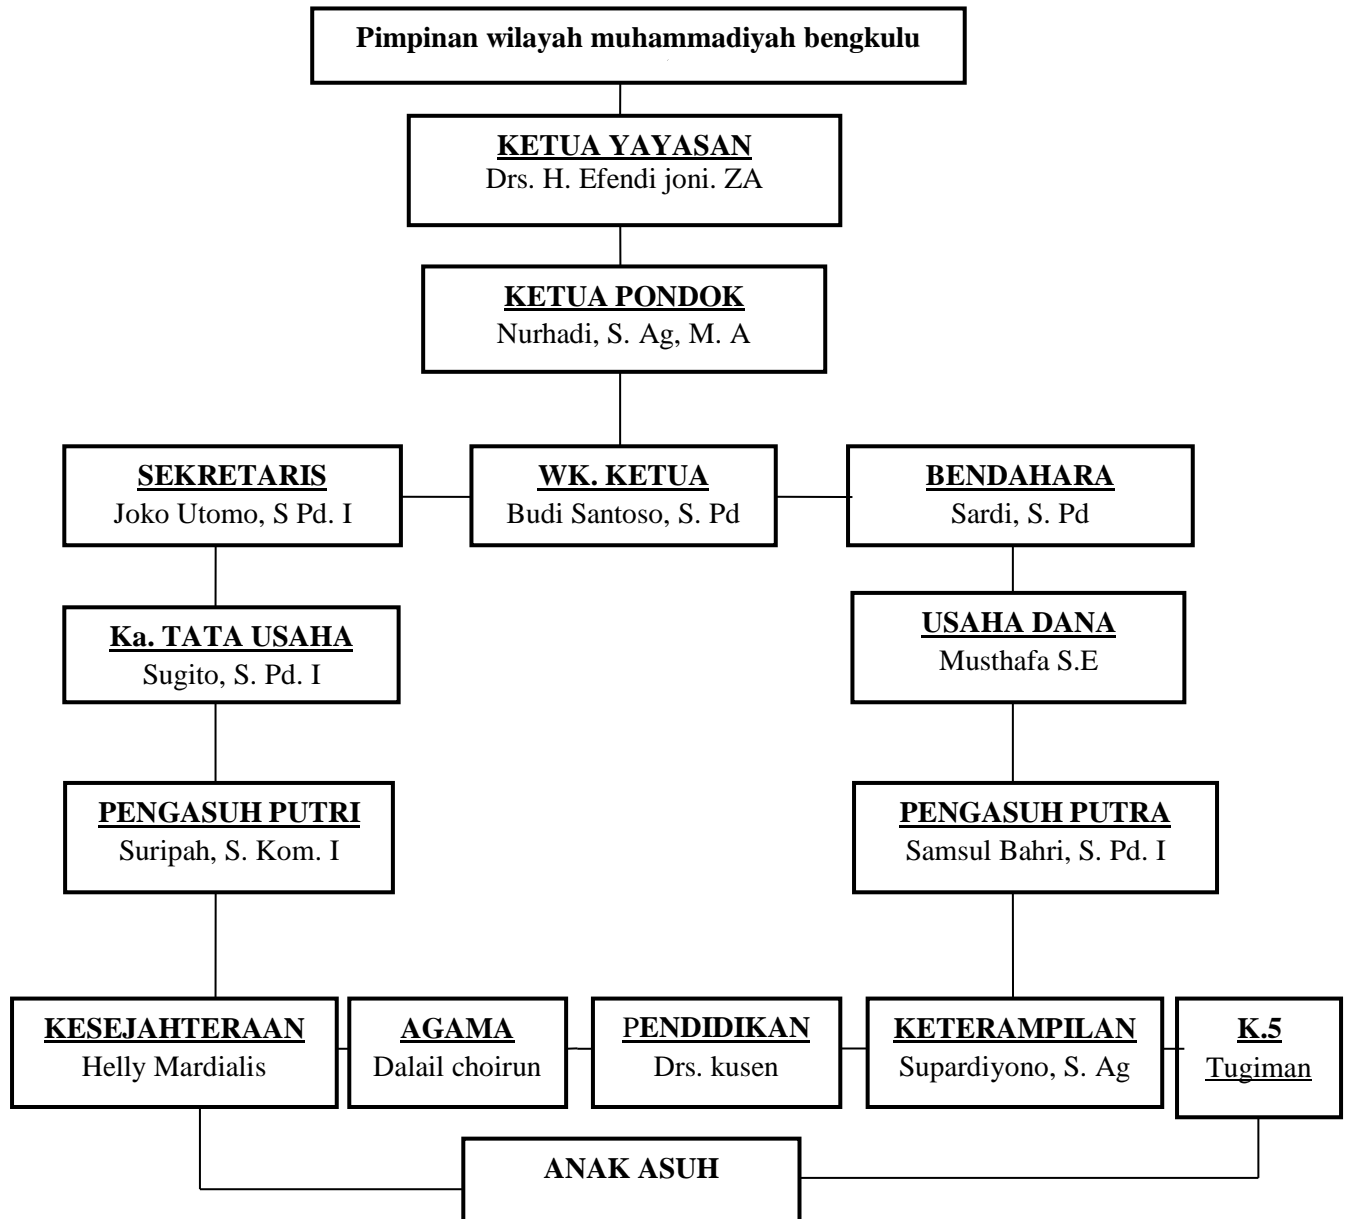 Pimpinan wilayah muhammadiyah bengkulu
KETUA YAYASAN
Drs. H. Efendi joni. ZA
KETUA PONDOK
Nurhadi, S. Ag, M. A
SEKRETARIS
Joko Utomo, S Pd. I
WK. KETUA
Budi Santoso, S. Pd
BENDAHARA
Sardi, S. Pd
Ka. TATA USAHA
Sugito, S. Pd. I
USAHA DANA
Musthafa S.E
PENGASUH PUTRI
Suripah, S. Kom. I
PENGASUH PUTRA
Samsul Bahri, S. Pd. I
KESEJAHTERAAN
Helly Mardialis
AGAMA
Dalail choirun
PENDIDIKAN
Drs. kusen
KETERAMPILAN
Supardiyono, S. Ag
K.5
Tugiman
ANAK ASUH